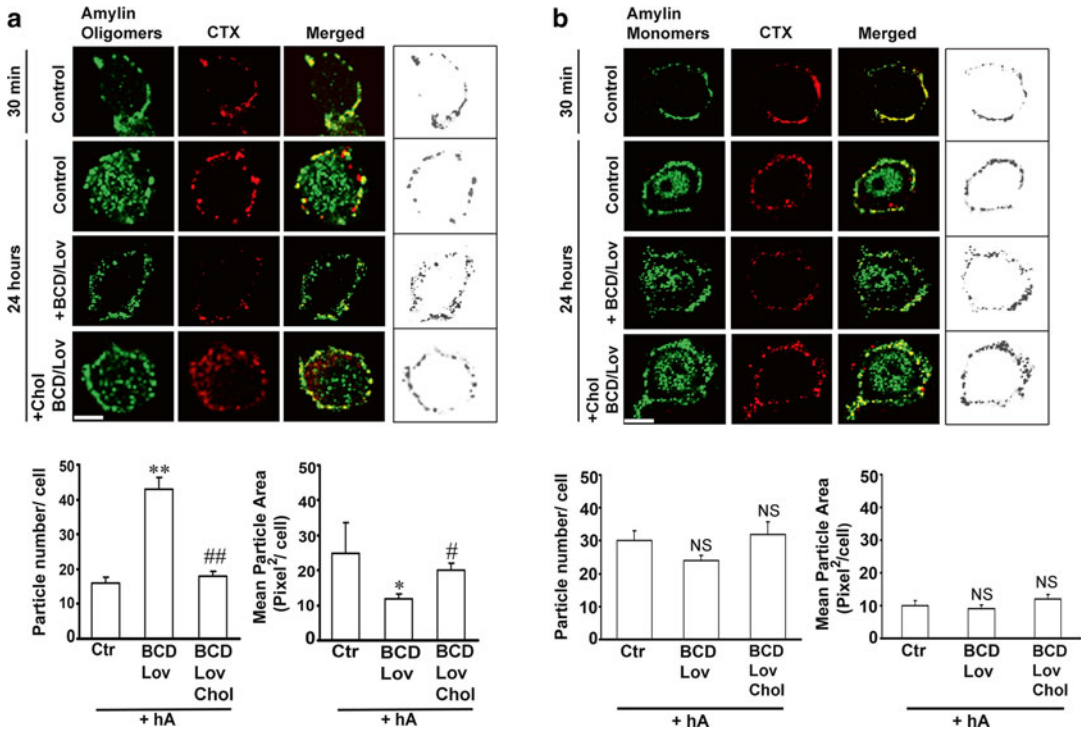 a
Amylin
Oligomers
CTX
Merged
30 min
Control
24 hours
Control
+ BCD/Lov
+Chol
BCD/Lov
b
Amylin
Monomers
CTX
Merged
30 min
Control
24 hours
Control
+ BCD/Lov
+Chol
BCD/Lov
Particle number/ cell
50
40
30
20
10
0
**
##
Ctr
BCD
Lov
BCD
Lov
Chol
+ hA
Mean Particle Area
(Pixel²/ cell)
50
40
30
20
10
0
*
#
Ctr
BCD
Lov
BCD
Lov
Chol
+ hA
Particle number/ cell
50
40
30
20
10
0
NS
NS
Ctr
BCD
Lov
BCD
Lov
Chol
+ hA
Mean Particle Area
(Pixel²/cell)
50
40
30
20
10
0
NS
NS
Ctr
BCD
Lov
BCD
Lov
Chol
+ hA